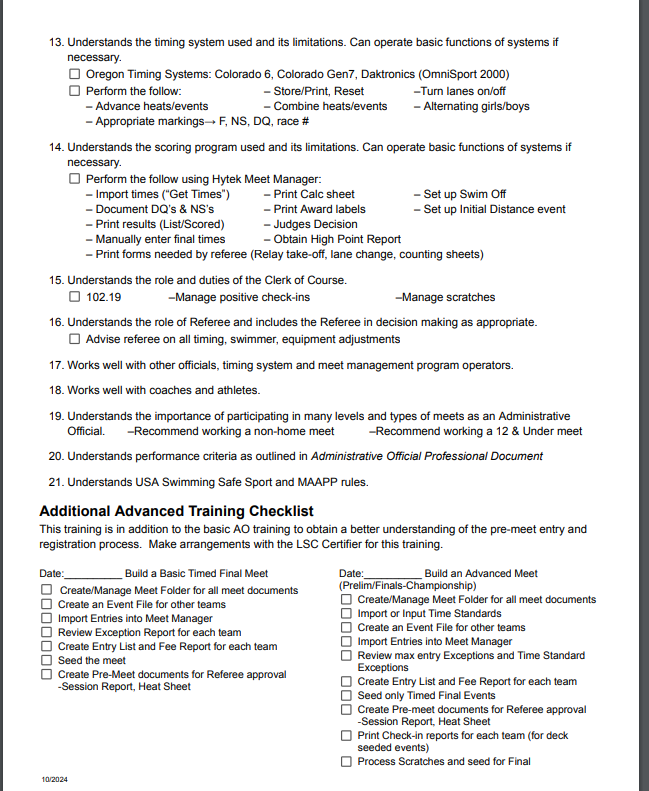 13. Understands the timing system used and its limitations. Can operate basic functions of systems if
necessary.
☐ Oregon Timing Systems: Colorado 6, Colorado Gen7, Daktronics (OmniSport 2000)
☐ Perform the follow: – Store/Print, Reset –Turn lanes on/off
– Advance heats/events – Combine heats/events – Alternating girls/boys
– Appropriate markings→ F, NS, DQ, race #
14. Understands the scoring program used and its limitations. Can operate basic functions of systems if
necessary.
☐ Perform the follow using Hytek Meet Manager:
– Import times (“Get Times”) – Print Calc sheet – Set up Swim Off
– Document DQ’s & NS’s – Print Award labels – Set up Initial Distance event
– Print results (List/Scored) – Judges Decision
– Manually enter final times – Obtain High Point Report
– Print forms needed by referee (Relay take-off, lane change, counting sheets)
15. Understands the role and duties of the Clerk of Course.
☐ 102.19 –Manage positive check-ins –Manage scratches
16. Understands the role of Referee and includes the Referee in decision making as appropriate.
☐ Advise referee on all timing, swimmer, equipment adjustments
17. Works well with other officials, timing system and meet management program operators.
18. Works well with coaches and athletes.
19. Understands the importance of participating in many levels and types of meets as an Administrative
Official. –Recommend working a non-home meet –Recommend working a 12 & Under meet
20. Understands performance criteria as outlined in Administrative Official Professional Document
21. Understands USA Swimming Safe Sport and MAAPP rules.
Additional Advanced Training Checklist
This training is in addition to the basic AO training to obtain a better understanding of the pre-meet entry and
registration process. Make arrangements with the LSC Certifier for this training.
Date:__________ Build a Basic Timed Final Meet
☐ Create/Manage Meet Folder for all meet documents
☐ Create an Event File for other teams
☐ Import Entries into Meet Manager
☐ Review Exception Report for each team
☐ Create Entry List and Fee Report for each team
☐ Seed the meet
☐ Create Pre-Meet documents for Referee approval
-Session Report, Heat Sheet
Date:__________ Build an Advanced Meet
(Prelim/Finals-Championship)
☐ Create/Manage Meet Folder for all meet documents
☐ Import or Input Time Standards
☐ Create an Event File for other teams
☐ Import Entries into Meet Manager
☐ Review max entry Exceptions and Time Standard
Exceptions
☐ Create Entry List and Fee Report for each team
☐ Seed only Timed Final Events
☐ Create Pre-meet documents for Referee approval
-Session Report, Heat Sheet
☐ Print Check-in reports for each team (for deck
seeded events)
☐ Process Scratches and seed for Final
10/2024